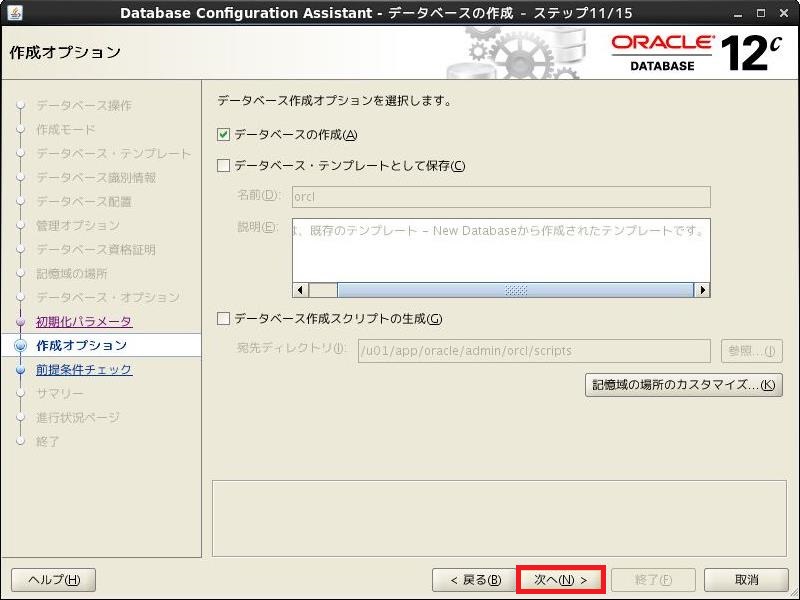 Database Configuration Assistant - データベースの作成 - ステップ11/15
作成オプション
ORACLE
DATABASE
12c
データベース操作
作成モード
データベース・テンプレート
データベース識別情報
データベース配置
管理オプション
データベース資格証明
記憶域の場所
データベース・オプション
初期化パラメータ
作成オプション
前提条件チェック
サマリー
進行状況ページ
終了
データベース作成オプションを選択します。
データベースの作成(A)
データベース・テンプレートとして保存(C)
名前(D): orcl
説明(E): は、既存のテンプレート - New Databaseから作成されたテンプレートです。
データベース作成スクリプトの生成(G)
宛先ディレクトリ(I): /u01/app/oracle/admin/orcl/scripts 参照...(J)
記憶域の場所のカスタマイズ...(K)
ヘルプ(H) < 戻る(B) 次へ(N) > 終了(F) 取消